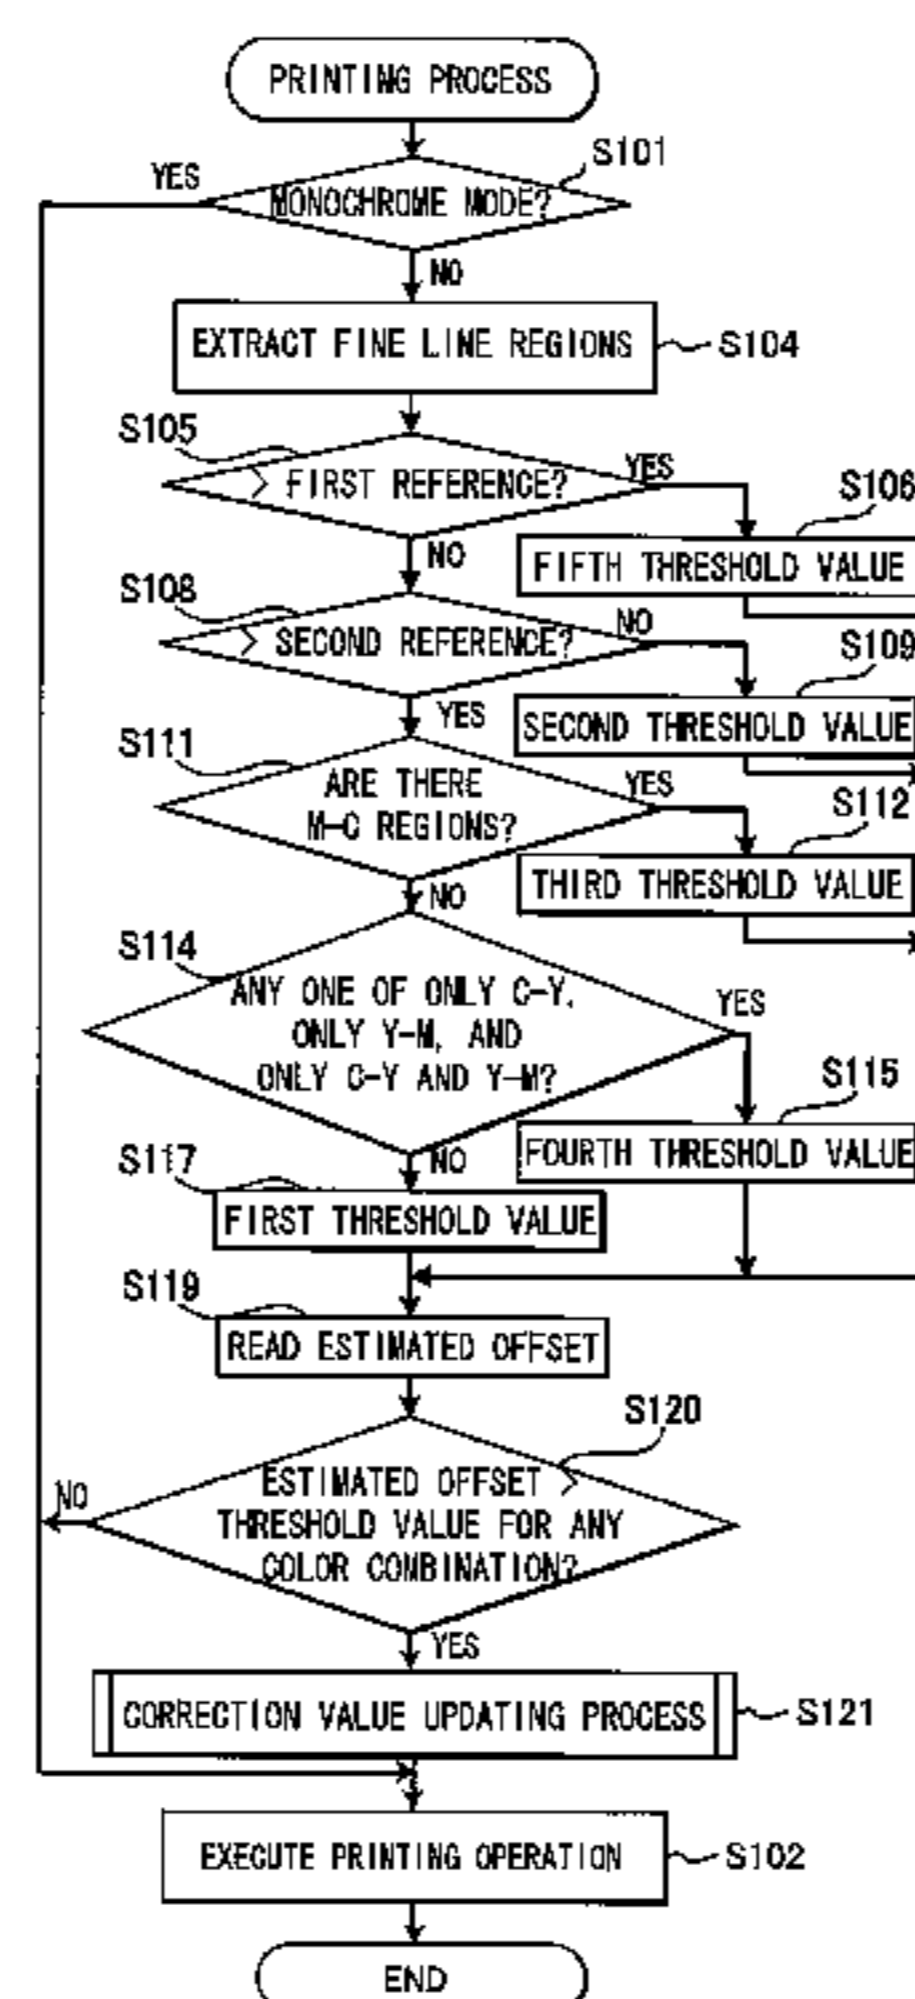 PRINTING PROCESS
S101
YES
MONOCHROME MODE?
NO
EXTRACT FINE LINE REGIONS
S104
S105
> FIRST REFERENCE?
YES
S106
NO
FIFTH THRESHOLD VALUE
S108
> SECOND REFERENCE?
NO
S109
YES
SECOND THRESHOLD VALUE
S111
ARE THERE
M-C REGIONS?
YES
S112
NO
THIRD THRESHOLD VALUE
S114
ANY ONE OF ONLY C-Y,
ONLY Y-M, AND
ONLY C-Y AND Y-M?
YES
S115
NO
FOURTH THRESHOLD VALUE
S117
FIRST THRESHOLD VALUE
S119
READ ESTIMATED OFFSET
S120
ESTIMATED OFFSET >
THRESHOLD VALUE FOR ANY
COLOR COMBINATION?
NO
YES
CORRECTION VALUE UPDATING PROCESS
S121
EXECUTE PRINTING OPERATION
S102
END